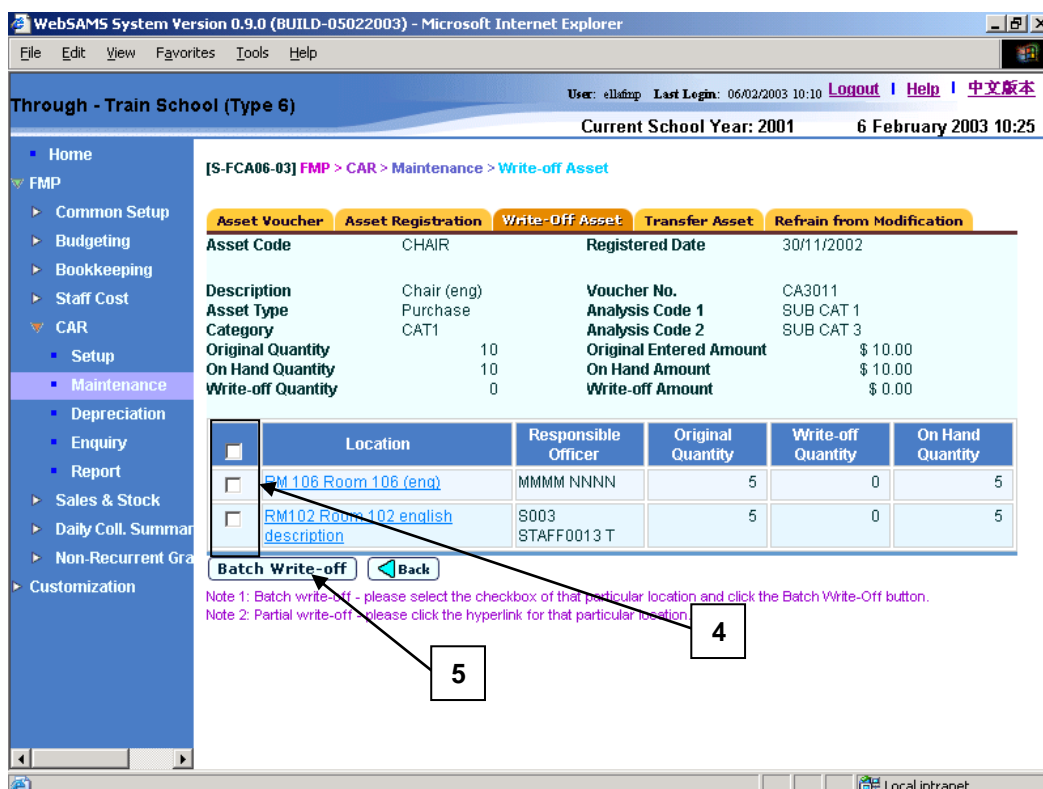 WebSAMS System Version 0.9.0 (BUILD-05022003) - Microsoft Internet Explorer
File Edit View Favorites Tools Help
Through - Train School (Type 6)
User: ellafmp Last Login: 06/02/2003 10:10 Logout | Help | 中文版本
Current School Year: 2001 6 February 2003 10:25
Home
FMP
Common Setup
Budgeting
Bookkeeping
Staff Cost
CAR
Setup
Maintenance
Depreciation
Enquiry
Report
Sales & Stock
Daily Coll. Summar
Non-Recurrent Gra
Customization
[S-FCA06-03] FMP > CAR > Maintenance > Write-off Asset
Asset Voucher Asset Registration Write-Off Asset Transfer Asset Refrain from Modification
Asset Code CHAIR Registered Date 30/11/2002
Description Chair (eng) Voucher No. CA3011
Asset Type Purchase Analysis Code 1 SUB CAT 1
Category CAT1 Analysis Code 2 SUB CAT 3
Original Quantity 10 Original Entered Amount $ 10.00
On Hand Quantity 10 On Hand Amount $ 10.00
Write-off Quantity 0 Write-off Amount $ 0.00
Location Responsible Officer Original Quantity Write-off Quantity On Hand Quantity
RM 106 Room 106 (eng) MMMM NNNN 5 0 5
RM102 Room 102 english description S003 STAFF0013 T 5 0 5
Batch Write-off Back
Note 1: Batch write-off - please select the checkbox of that particular location and click the Batch Write-Off button.
Note 2: Partial write-off - please click the hyperlink for that particular location.
4
5
Local intranet